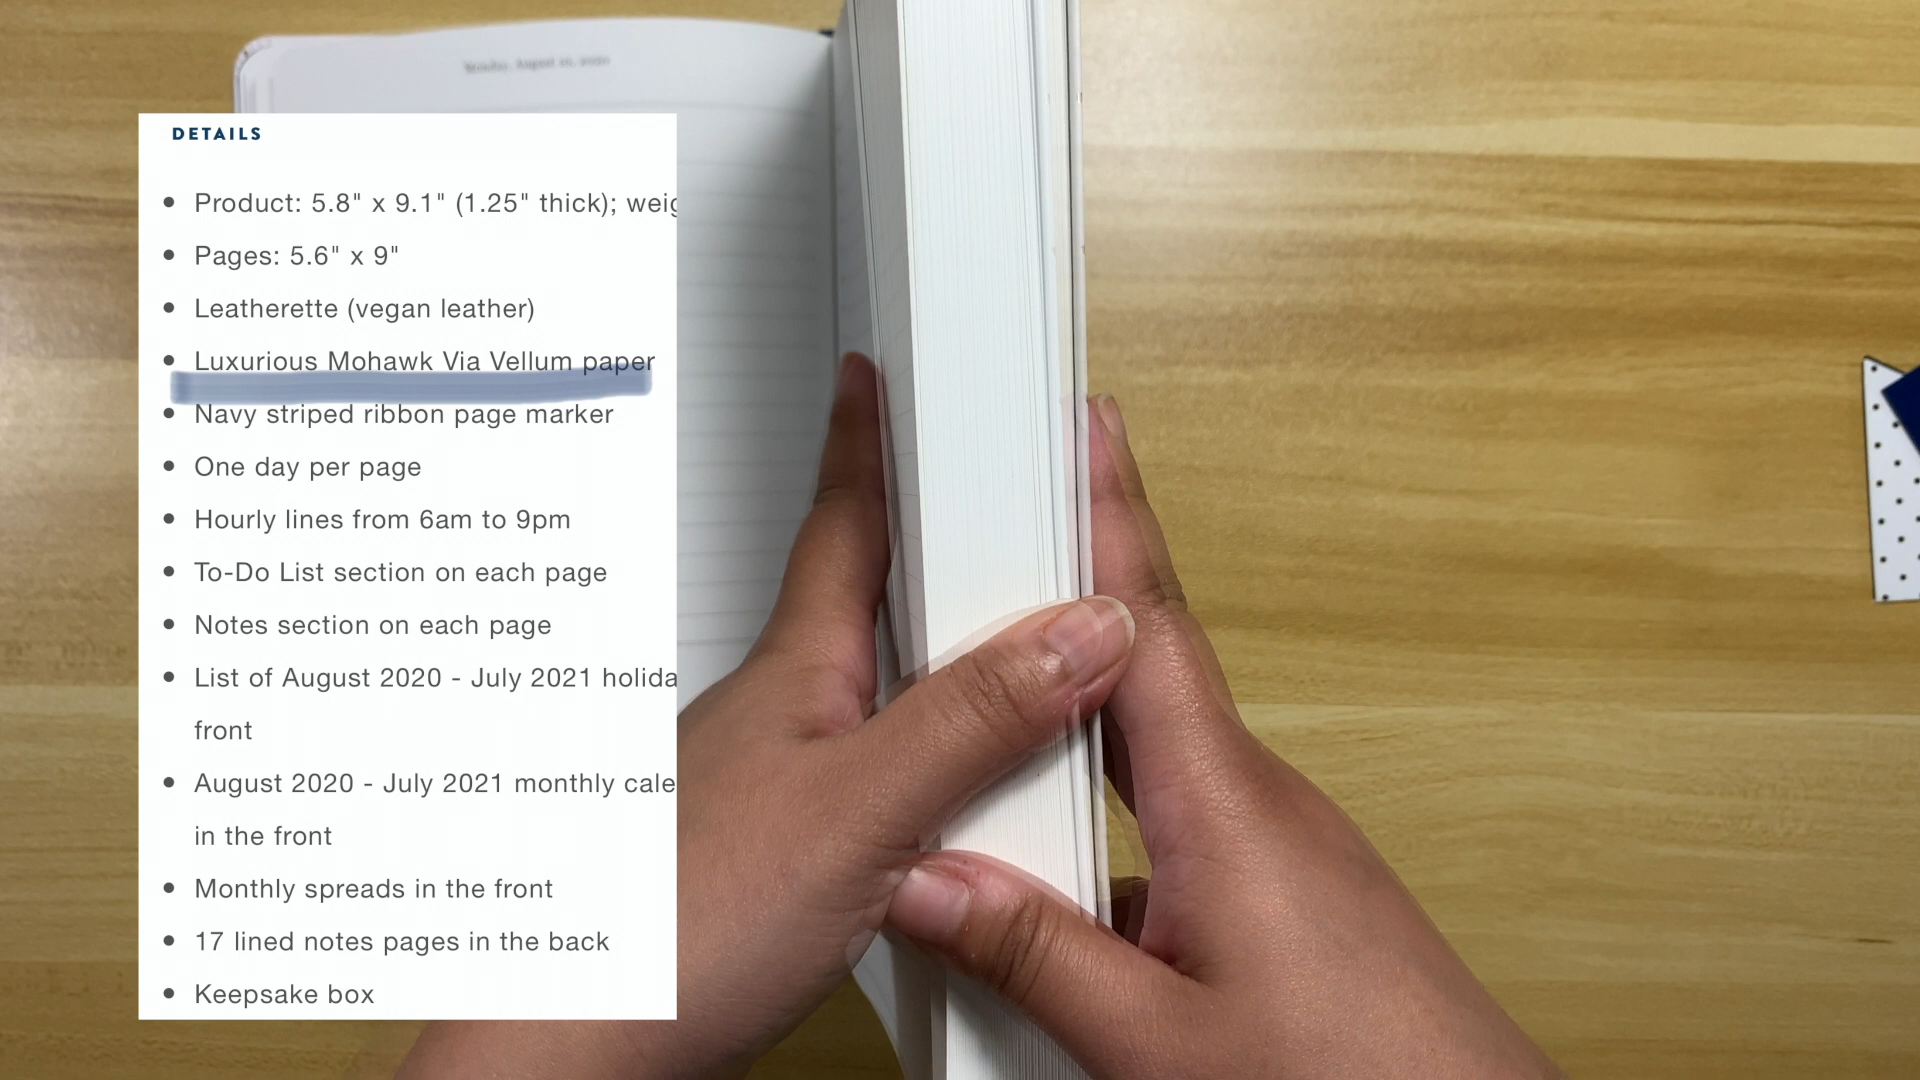 DETAILS
Product: 5.8" x 9.1" (1.25" thick);
Pages: 5.6" x 9"
Leatherette (vegan leather)
Luxurious Mohawk Via Vellum paper
Navy striped ribbon page marker
One day per page
Hourly lines from 6am to 9pm
To-Do List section on each page
Notes section on each page
List of August 2020 - July 2021
front
August 2020 - July 2021 monthly
in the front
Monthly spreads in the front
17 lined notes pages in the back
Keepsake box